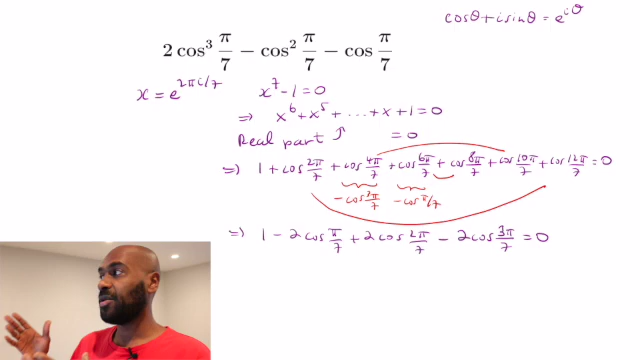 cosθ + i sinθ = e^{iθ}
2 cos³ π/7 − cos² π/7 − cos π/7
x = e^{2πi/7} x⁷ − 1 = 0
⇒ x⁶ + x⁵ + ... + x + 1 = 0
Real part ↑ = 0
⇒ 1 + cos 2π/7 + cos 4π/7 + cos 6π/7 + cos 8π/7 + cos 10π/7 + cos 12π/7 = 0
−cos 3π/7 −cos π/7
⇒ 1 − 2cos π/7 + 2cos 2π/7 − 2cos 3π/7 = 0